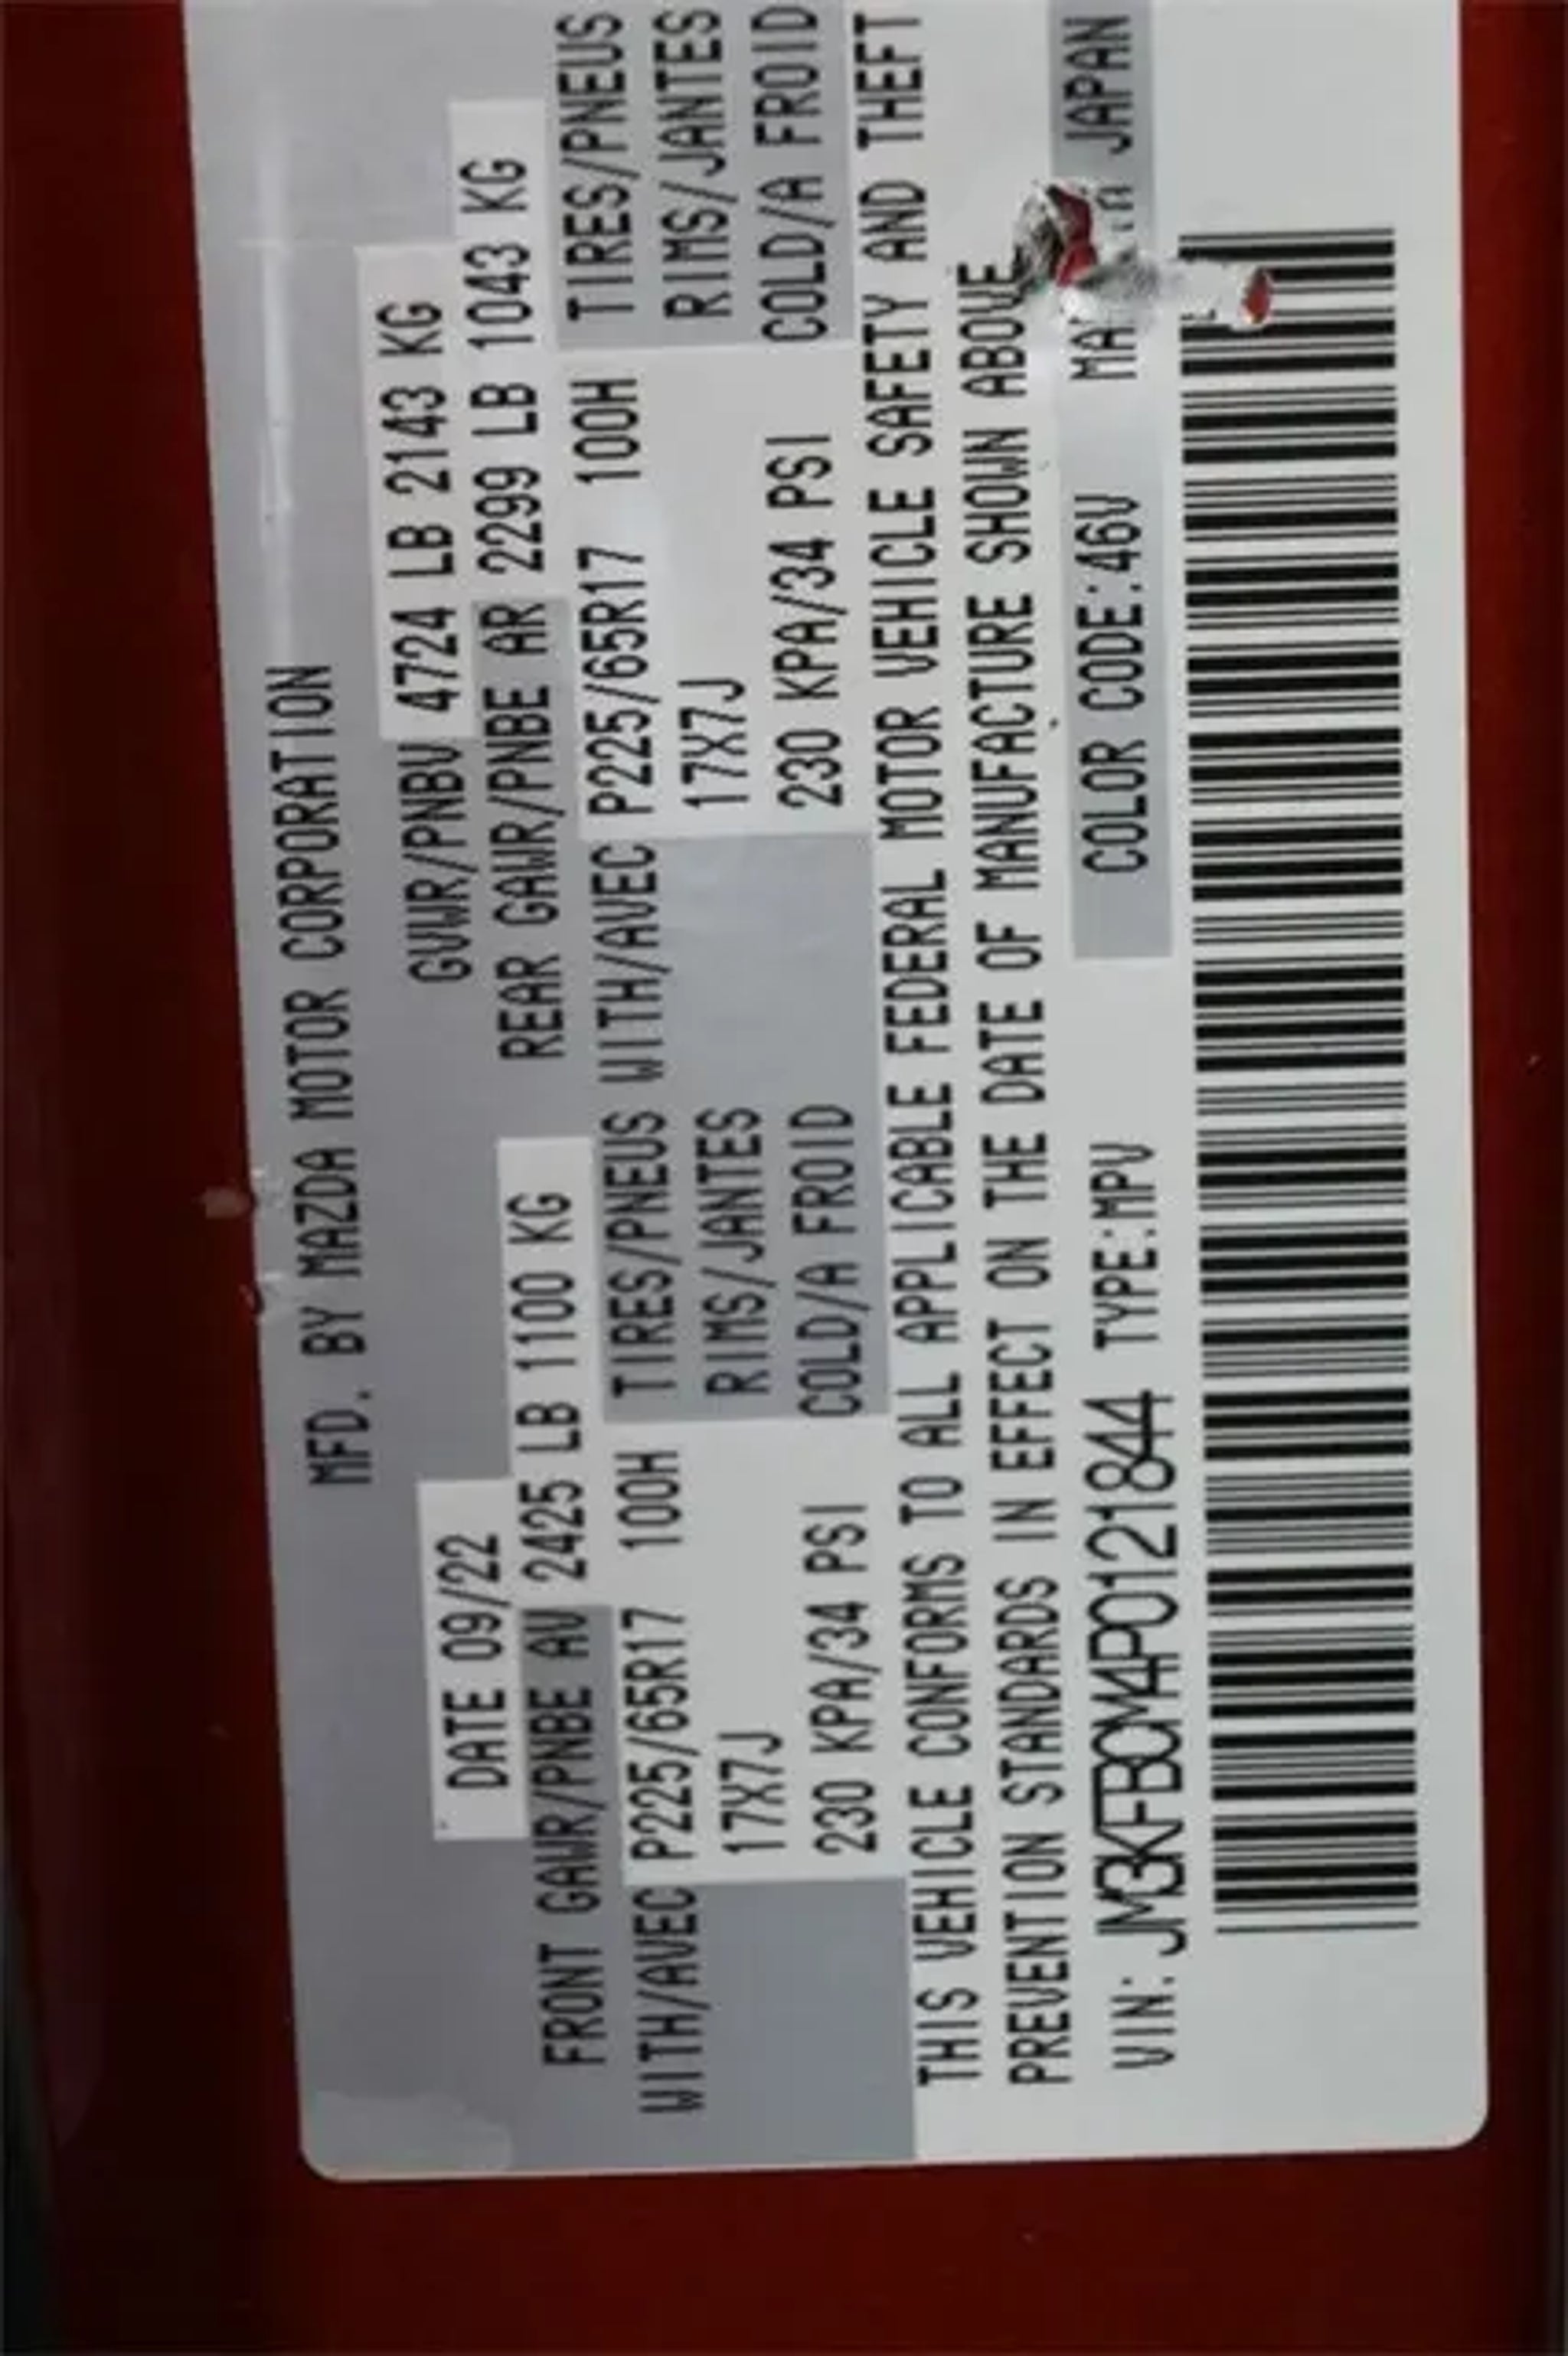 MFD. BY MAZDA MOTOR CORPORATION
DATE 09/22 GVWR/PNBV 4724 LB 2143 KG
FRONT GAWR/PNBE AV 2425 LB 1100 KG REAR GAWR/PNBE AR 2299 LB 1043 KG
WITH/AVEC P225/65R17 100H TIRES/PNEUS WITH/AVEC P225/65R17 100H TIRES/PNEUS
17X7J RIMS/JANTES 17X7J RIMS/JANTES
230 KPA/34 PSI COLD/A FROID 230 KPA/34 PSI COLD/A FROID
THIS VEHICLE CONFORMS TO ALL APPLICABLE FEDERAL MOTOR VEHICLE SAFETY AND THEFT
PREVENTION STANDARDS IN EFFECT ON THE DATE OF MANUFACTURE SHOWN ABOVE
VIN: JM3KFBCM4P0121844 TYPE:MPV COLOR CODE:46V JAPAN